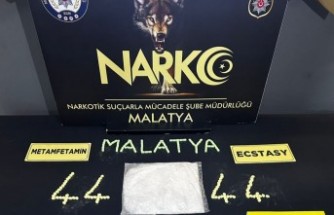 NARKO
NARKOTİK SUÇLARLA MÜCADELE ŞUBE MÜDÜRLÜĞÜ
MALATYA
METAMFETAMİN
MALATYA
ECSTASY
44
44